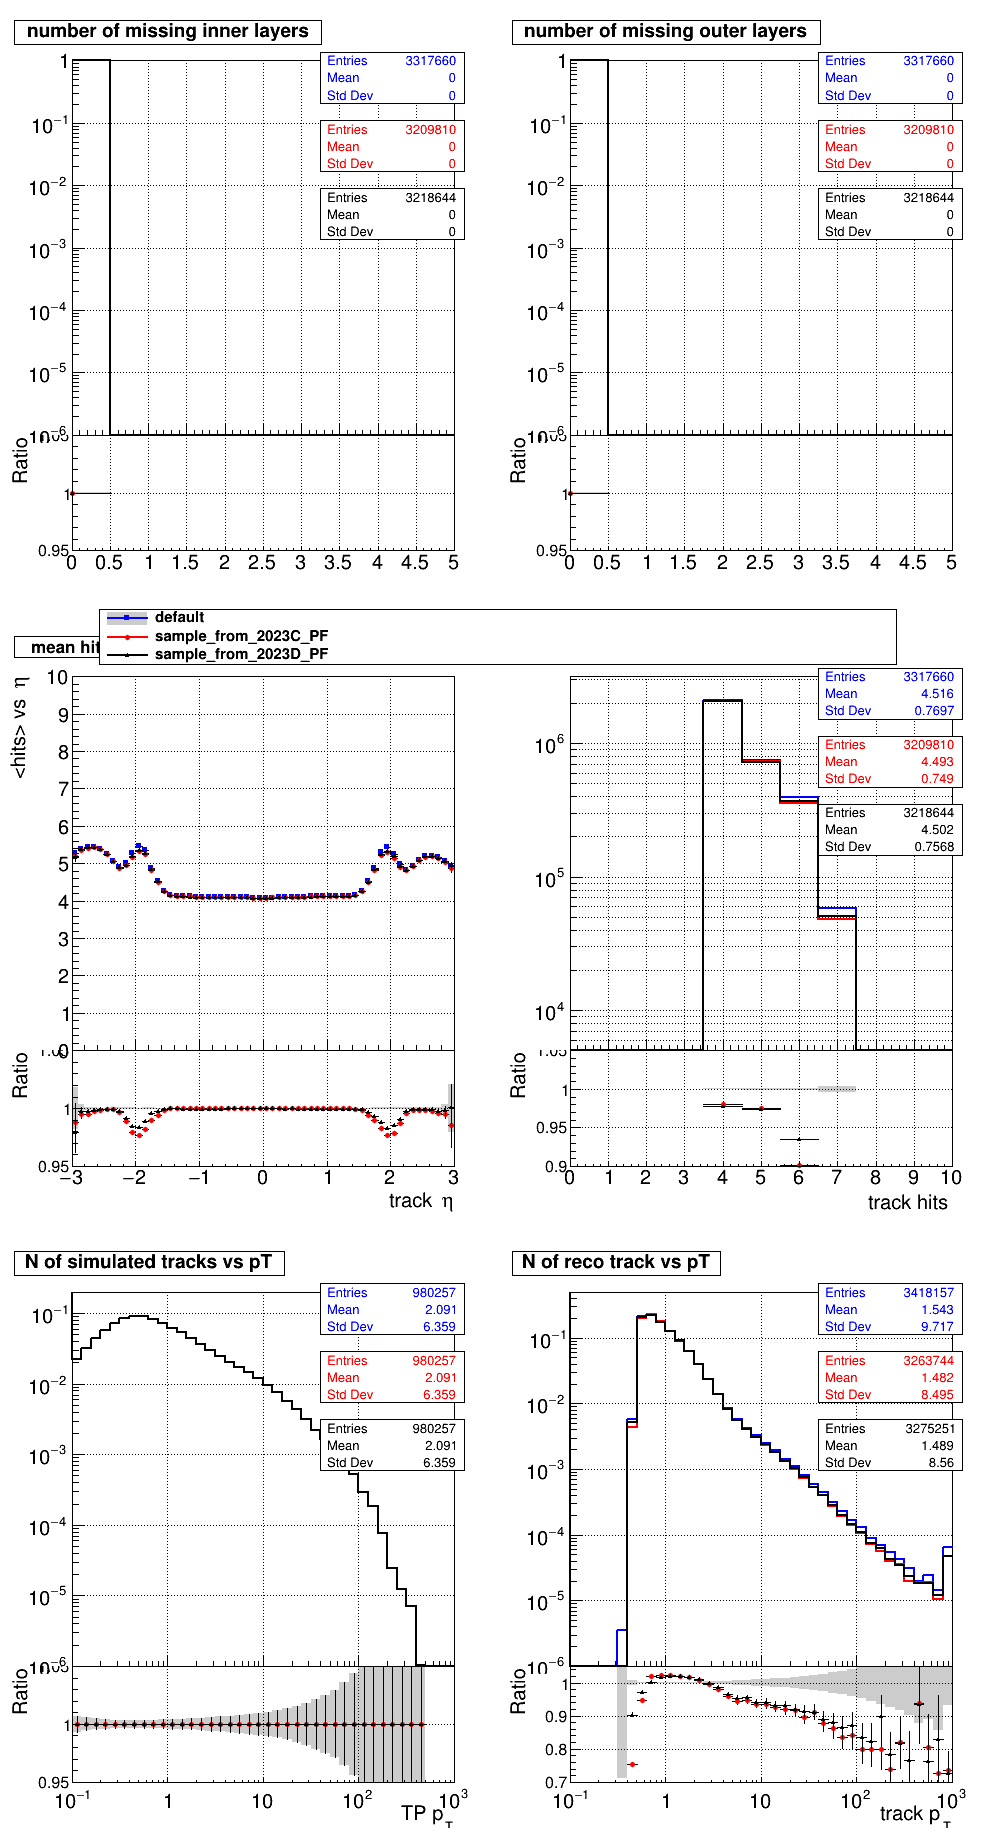 number of missing inner layers
number of missing outer layers
Entries 3317660
Mean 0
Std Dev 0
Entries 3209810
Mean 0
Std Dev 0
Entries 3218644
Mean 0
Std Dev 0
1
10^-1
10^-2
10^-3
10^-4
10^-5
10^-6
Ratio
1
0.95
0 0.5 1 1.5 2 2.5 3 3.5 4 4.5 5
Entries 3317660
Mean 0
Std Dev 0
Entries 3209810
Mean 0
Std Dev 0
Entries 3218644
Mean 0
Std Dev 0
1
10^-1
10^-2
10^-3
10^-4
10^-5
10^-6
Ratio
1
0.95
0 0.5 1 1.5 2 2.5 3 3.5 4 4.5 5
default
sample_from_2023C_PF
sample_from_2023D_PF
mean hit
<hits> vs η
10
9
8
7
6
5
4
3
2
1
0
Ratio
1
0.95
−3 −2 −1 0 1 2 3
track η
Entries 3317660
Mean 4.516
Std Dev 0.7697
Entries 3209810
Mean 4.493
Std Dev 0.749
Entries 3218644
Mean 4.502
Std Dev 0.7568
10^6
10^5
10^4
Ratio
1.05
1
0.95
0.9
0 1 2 3 4 5 6 7 8 9 10
track hits
N of simulated tracks vs pT
Entries 980257
Mean 2.091
Std Dev 6.359
Entries 980257
Mean 2.091
Std Dev 6.359
Entries 980257
Mean 2.091
Std Dev 6.359
10^-1
10^-2
10^-3
10^-4
10^-5
10^-6
Ratio
1
0.95
10^-1 1 10 10^2 10^3
TP p_T
N of reco track vs pT
Entries 3418157
Mean 1.543
Std Dev 9.717
Entries 3263744
Mean 1.482
Std Dev 8.495
Entries 3275251
Mean 1.489
Std Dev 8.56
10^-1
10^-2
10^-3
10^-4
10^-5
10^-6
Ratio
1
0.9
0.8
0.7
10^-1 1 10 10^2 10^3
track p_T